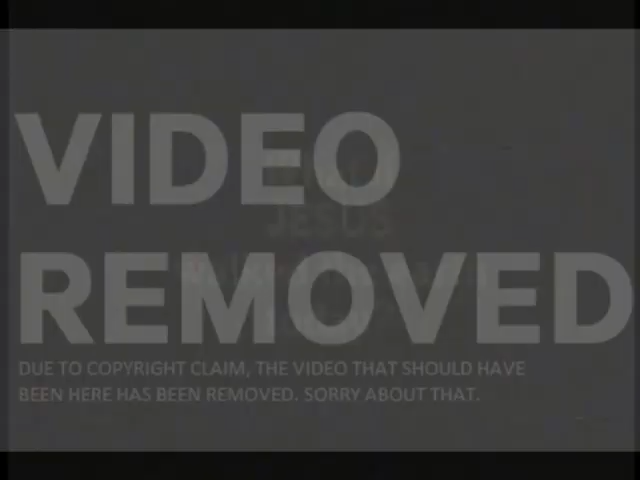 VIDEO
JESUS
REMOVED
DUE TO COPYRIGHT CLAIM, THE VIDEO THAT SHOULD HAVE
BEEN HERE HAS BEEN REMOVED. SORRY ABOUT THAT.